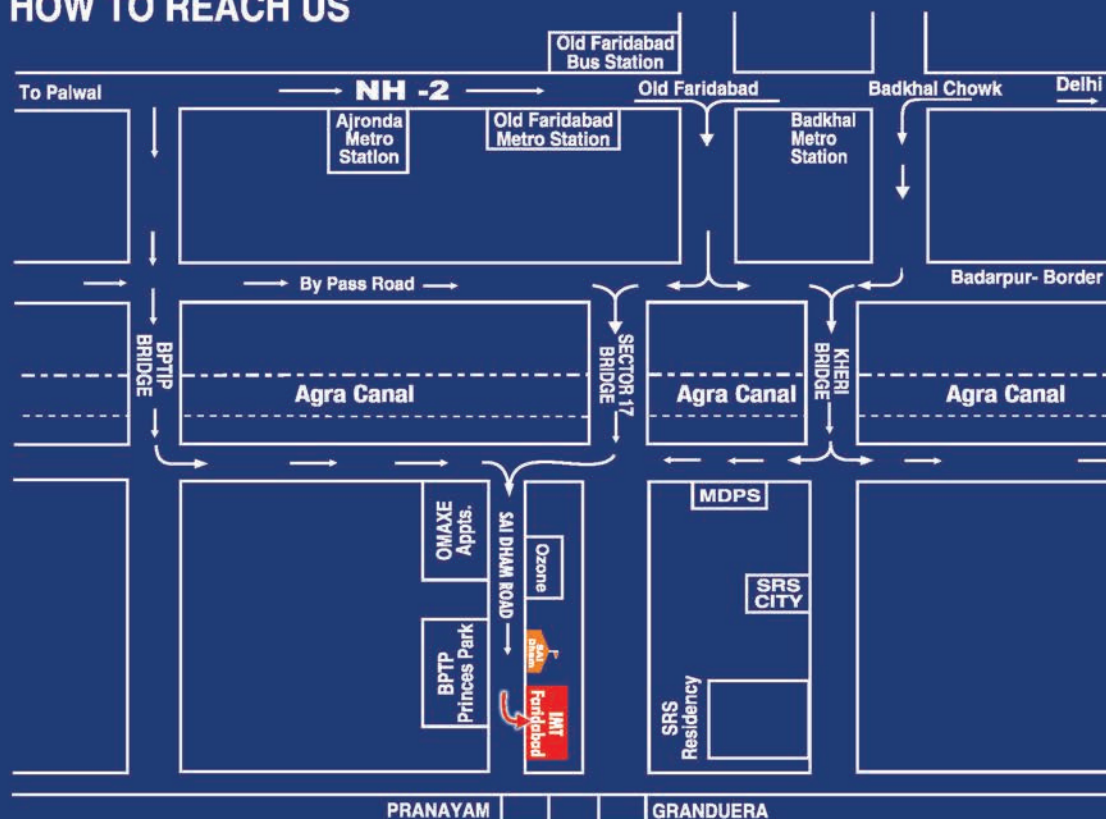 HOW TO REACH US
Old Faridabad
Bus Station
To Palwal
NH -2
Old Faridabad
Badkhal Chowk
Delhi
Ajronda
Metro
Station
Old Faridabad
Metro Station
Badkhal
Metro
Station
By Pass Road
Badarpur- Border
BPTIP
BRIDGE
SECTOR 17
BRIDGE
KHERI
BRIDGE
Agra Canal
Agra Canal
Agra Canal
OMAXE
Appts.
SAI DHAM ROAD
Ozone
MDPS
SRS
CITY
SAI
Dham
BPTP
Princes Park
IMT
Faridabad
SRS
Residency
PRANAYAM
GRANDUERA